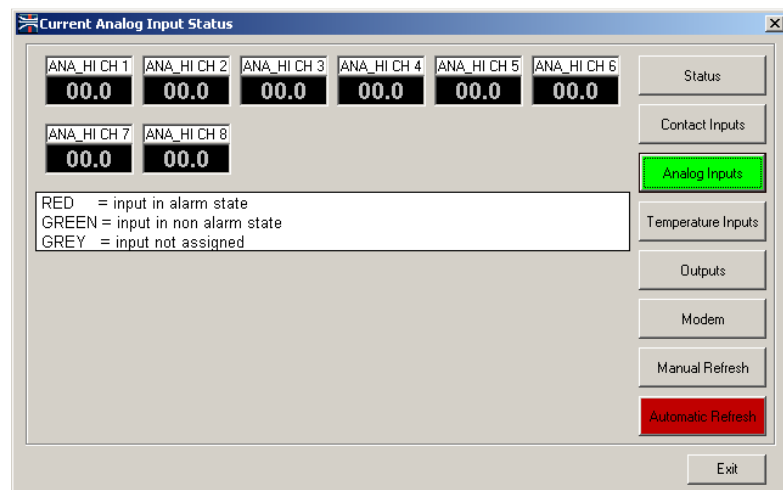 Current Analog Input Status
ANA_HI CH 1 ANA_HI CH 2 ANA_HI CH 3 ANA_HI CH 4 ANA_HI CH 5 ANA_HI CH 6
00.0 00.0 00.0 00.0 00.0 00.0
ANA_HI CH 7 ANA_HI CH 8
00.0 00.0
RED = input in alarm state
GREEN = input in non alarm state
GREY = input not assigned
Status
Contact Inputs
Analog Inputs
Temperature Inputs
Outputs
Modem
Manual Refresh
Automatic Refresh
Exit